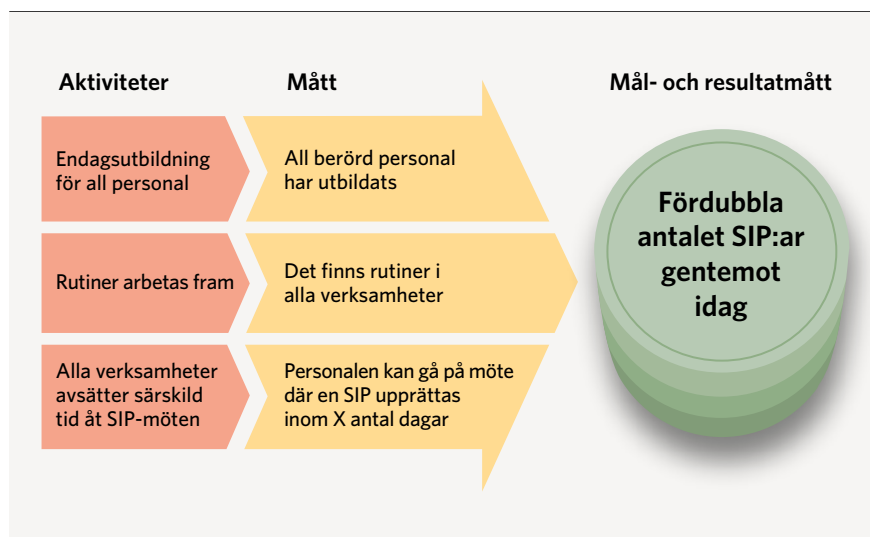 Aktiviteter
Mått
Mål- och resultatmått
Endagsutbildning
för all personal
All berörd personal
har utbildats
Rutiner arbetas fram
Det finns rutiner i
alla verksamheter
Alla verksamheter
avsätter särskild
tid åt SIP-möten
Personalen kan gå på möte
där en SIP upprättas
inom X antal dagar
Fördubbla
antalet SIP:ar
gentemot
idag